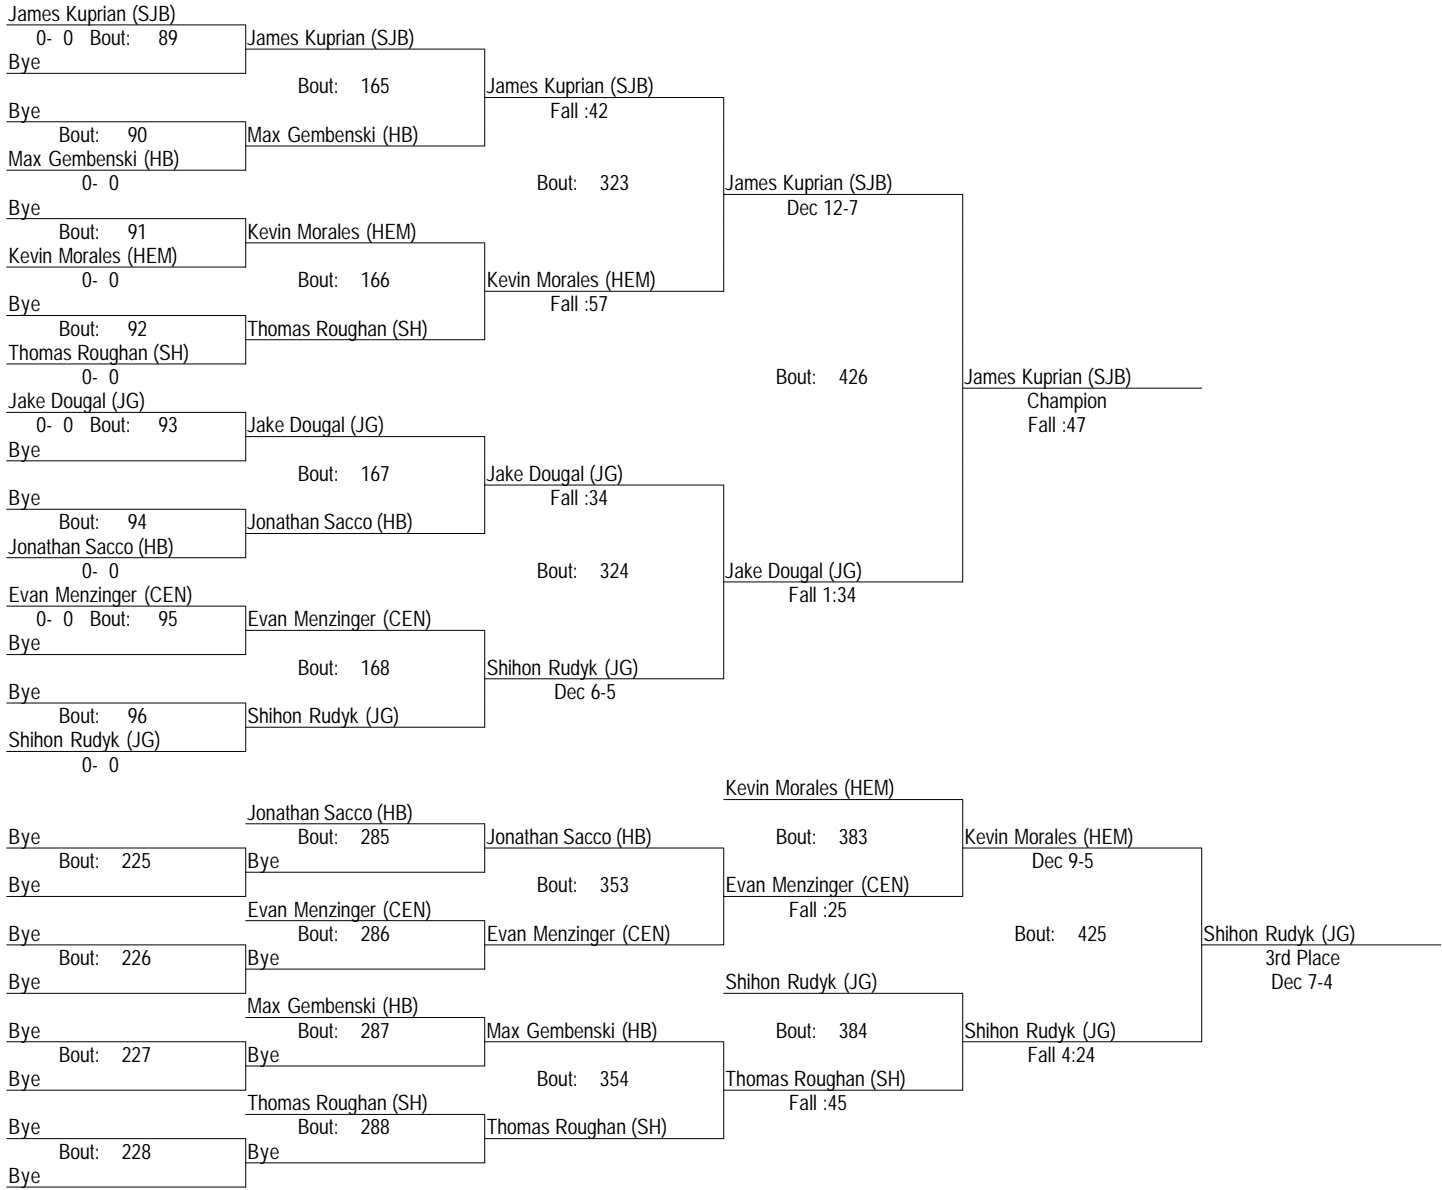 James Kuprian (SJB)
0- 0 Bout: 89
James Kuprian (SJB)
Bye
Bout: 165
James Kuprian (SJB)
Bye
Fall :42
Bout: 90
Max Gembenski (HB)
Max Gembenski (HB)
0- 0
Bout: 323
James Kuprian (SJB)
Bye
Dec 12-7
Bout: 91
Kevin Morales (HEM)
Kevin Morales (HEM)
0- 0
Bout: 166
Kevin Morales (HEM)
Bye
Fall :57
Bout: 92
Thomas Roughan (SH)
Thomas Roughan (SH)
0- 0
Bout: 426
James Kuprian (SJB)
Jake Dougal (JG)
Champion
0- 0 Bout: 93
Jake Dougal (JG)
Fall :47
Bye
Bout: 167
Jake Dougal (JG)
Bye
Fall :34
Bout: 94
Jonathan Sacco (HB)
Jonathan Sacco (HB)
0- 0
Bout: 324
Jake Dougal (JG)
Evan Menzinger (CEN)
Fall 1:34
0- 0 Bout: 95
Evan Menzinger (CEN)
Bye
Bout: 168
Shihon Rudyk (JG)
Bye
Dec 6-5
Bout: 96
Shihon Rudyk (JG)
Shihon Rudyk (JG)
0- 0
Kevin Morales (HEM)
Jonathan Sacco (HB)
Bye
Bout: 285
Jonathan Sacco (HB)
Bout: 383
Kevin Morales (HEM)
Bout: 225
Bye
Dec 9-5
Bye
Bout: 353
Evan Menzinger (CEN)
Evan Menzinger (CEN)
Fall :25
Bye
Bout: 286
Evan Menzinger (CEN)
Bout: 425
Shihon Rudyk (JG)
Bout: 226
Bye
3rd Place
Bye
Shihon Rudyk (JG)
Dec 7-4
Max Gembenski (HB)
Bye
Bout: 287
Max Gembenski (HB)
Bout: 384
Shihon Rudyk (JG)
Bout: 227
Bye
Fall 4:24
Bye
Bout: 354
Thomas Roughan (SH)
Thomas Roughan (SH)
Fall :45
Bye
Bout: 288
Thomas Roughan (SH)
Bout: 228
Bye
Bye